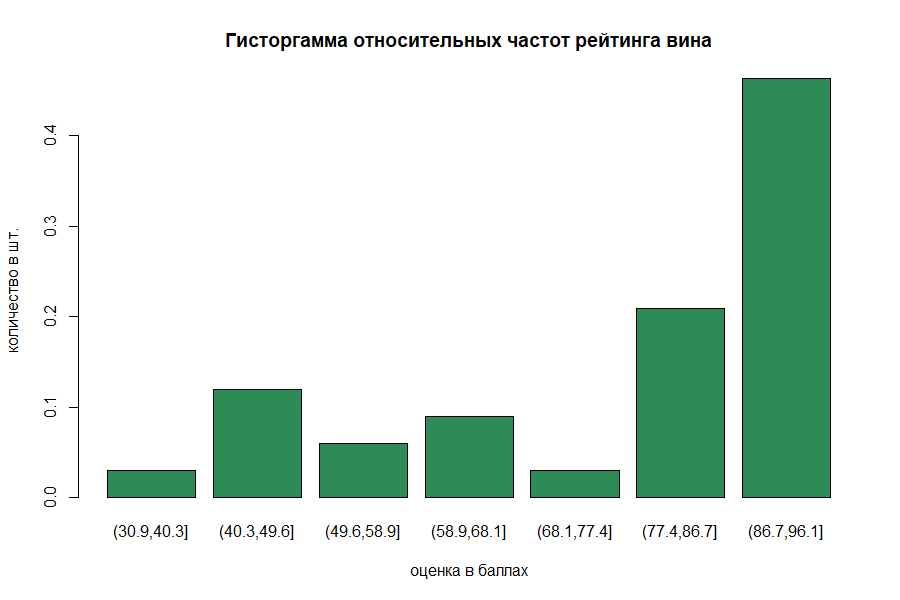 Гисторгамма относительных частот рейтинга вина
количество в шт.
0.4
0.3
0.2
0.1
0.0
(30.9,40.3] (40.3,49.6] (49.6,58.9] (58.9,68.1] (68.1,77.4] (77.4,86.7] (86.7,96.1]
оценка в баллах